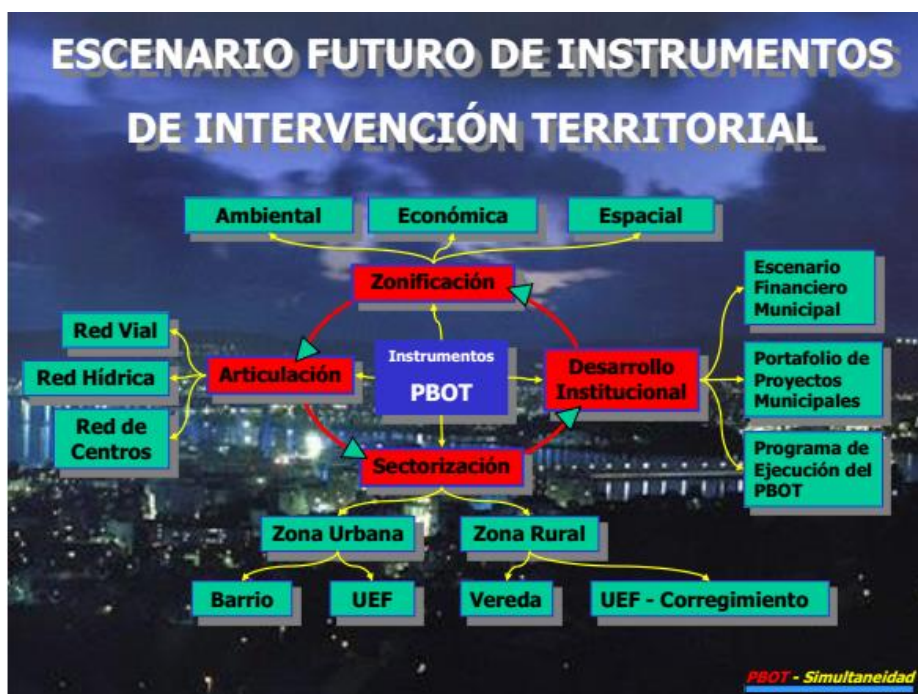 ESCENARIO FUTURO DE INSTRUMENTOS
DE INTERVENCIÓN TERRITORIAL
Ambiental
Económica
Espacial
Zonificación
Escenario
Financiero
Municipal
Red Vial
Red Hídrica
Red de
Centros
Articulación
Instrumentos
PBOT
Desarrollo
Institucional
Portafolio de
Proyectos
Municipales
Programa de
Ejecución del
PBOT
Sectorización
Zona Urbana
Zona Rural
Barrio
UEF
Vereda
UEF - Corregimiento
PBOT - Simultaneidad